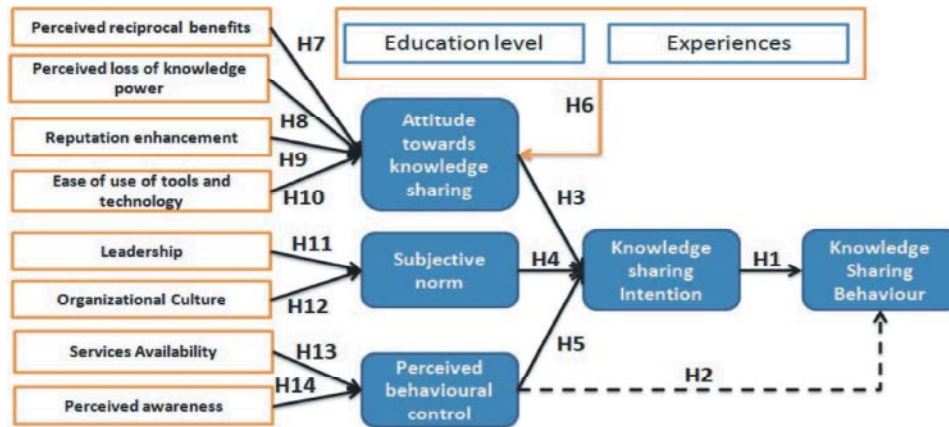 Perceived reciprocal benefits
H7
Education level
Experiences
Perceived loss of knowledge
power
H8
H6
Attitude
towards
knowledge
sharing
Reputation enhancement
H9
Ease of use of tools and
technology
H10
H3
Leadership
H11
Subjective
norm
H4
Knowledge
sharing
Intention
H1
Knowledge
Sharing
Behaviour
Organizational Culture
H12
Services Availability
H13
H5
Perceived
behavioural
control
H2
H14
Perceived awareness